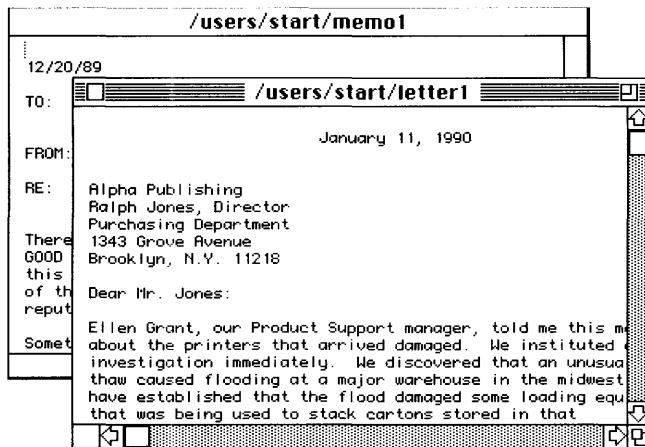 /users/start/memo1
12/20/89
TO:
FROM:
RE:
There
GOOD
this
of th
reput
Somet
/users/start/letter1
January 11, 1990
Alpha Publishing
Ralph Jones, Director
Purchasing Department
1343 Grove Avenue
Brooklyn, N.Y. 11218
Dear Mr. Jones:
Ellen Grant, our Product Support manager, told me this m
about the printers that arrived damaged.  We instituted
investigation immediately.  We discovered that an unusua
thaw caused flooding at a major warehouse in the midwest
have established that the flood damaged some loading equ
that was being used to stack cartons stored in that